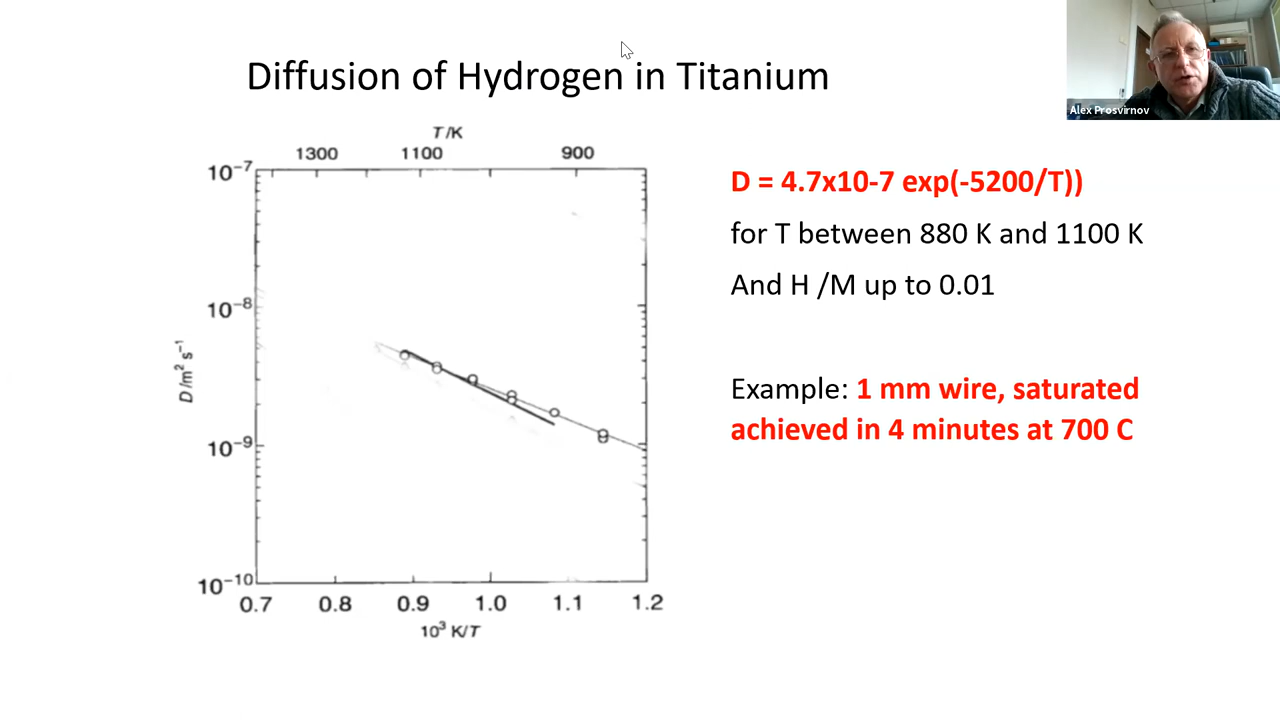 Diffusion of Hydrogen in Titanium
Alex Prosvirnov
T/K
1300 1100 900
10⁻⁷
10⁻⁸
10⁻⁹
10⁻¹⁰
D/m² s⁻¹
0.7 0.8 0.9 1.0 1.1 1.2
10³ K/T
D = 4.7x10-7 exp(-5200/T))
for T between 880 K and 1100 K
And H /M up to 0.01
Example: 1 mm wire, saturated
achieved in 4 minutes at 700 C